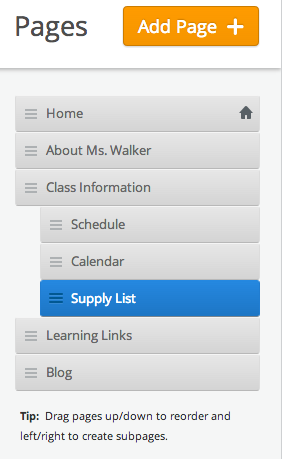 Pages
Add Page +
Home
About Ms. Walker
Class Information
Schedule
Calendar
Supply List
Learning Links
Blog
Tip: Drag pages up/down to reorder and
left/right to create subpages.